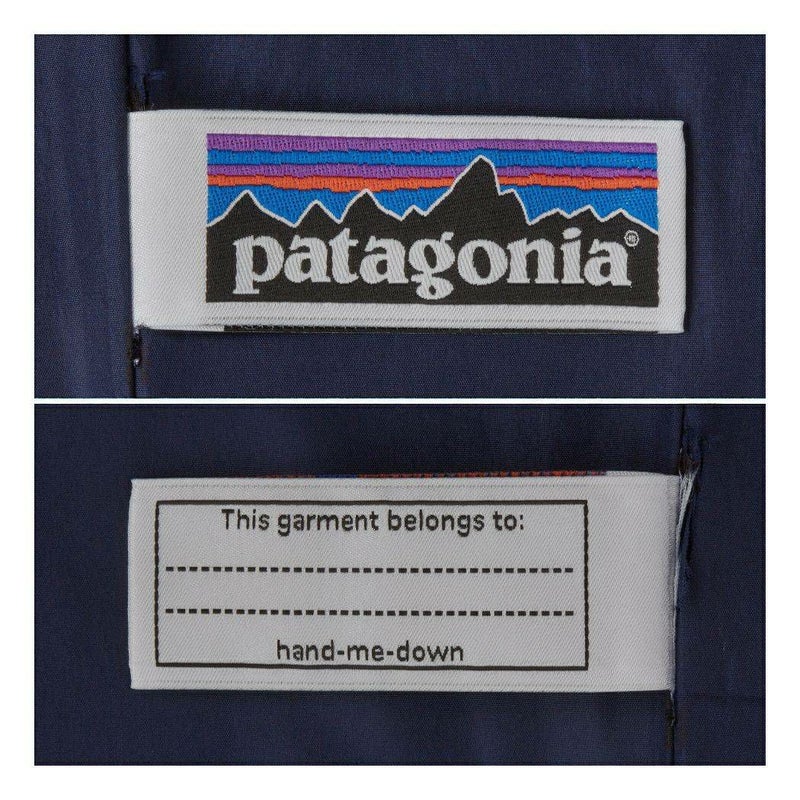 patagonia®
This garment belongs to:
hand-me-down